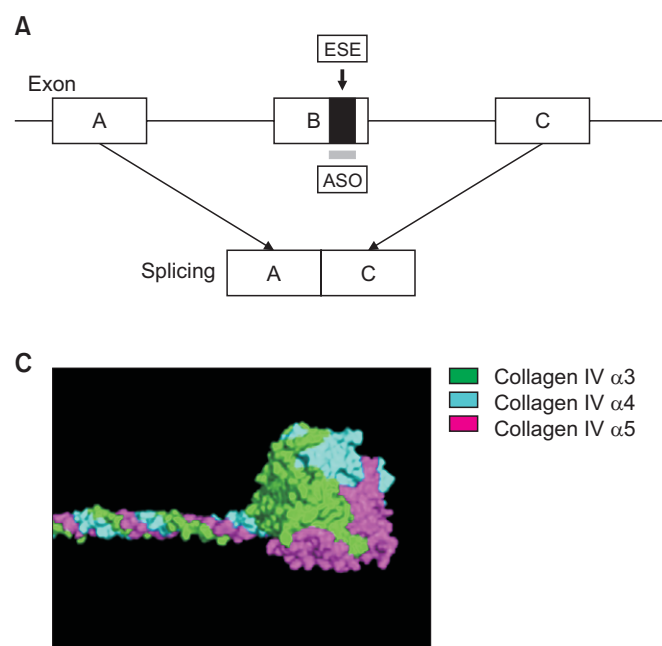 A
ESE
Exon
A
B
C
ASO
Splicing
A
C
C
Collagen IV α3
Collagen IV α4
Collagen IV α5